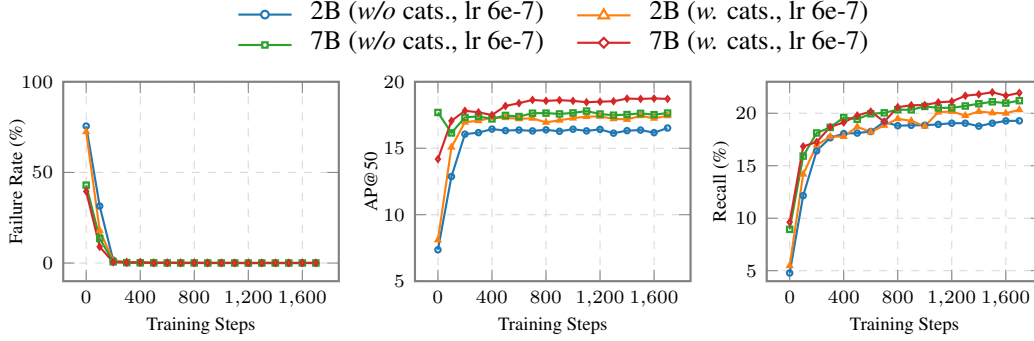 2B (w/o cats., lr 6e-7) 2B (w. cats., lr 6e-7)
7B (w/o cats., lr 6e-7) 7B (w. cats., lr 6e-7)
Failure Rate (%)
100
50
0
0 400 800 1,200 1,600
Training Steps
AP@50
20
15
10
5
0 400 800 1,200 1,600
Training Steps
Recall (%)
20
15
10
5
0 400 800 1,200 1,600
Training Steps